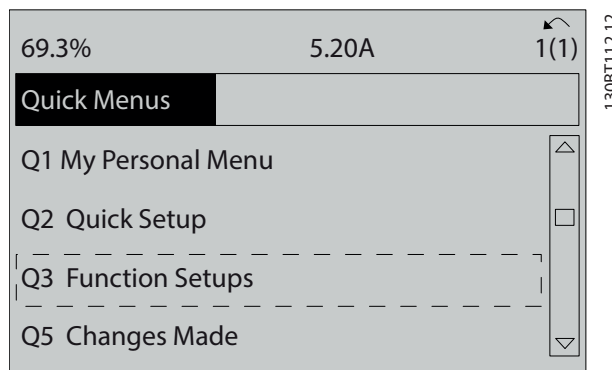 69.3% 5.20A 1(1)
Quick Menus
Q1 My Personal Menu
Q2 Quick Setup
Q3 Function Setups
Q5 Changes Made
130BT112.12